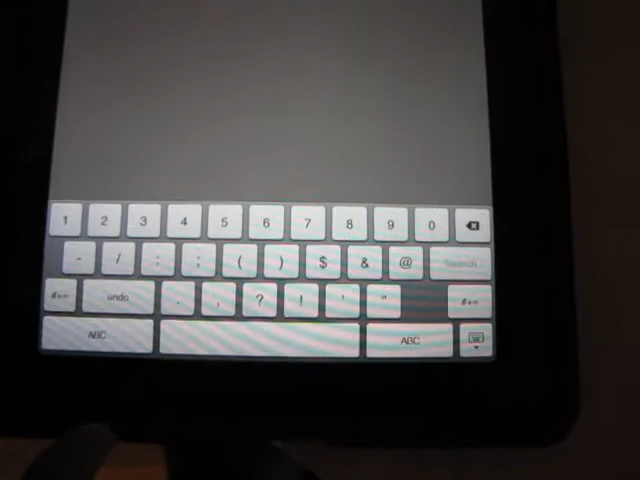 1 2 3 4 5 6 7 8 9 0
- / : ; ( ) $ & @ Search
#+= undo . , ? ! ' " #+=
ABC ABC